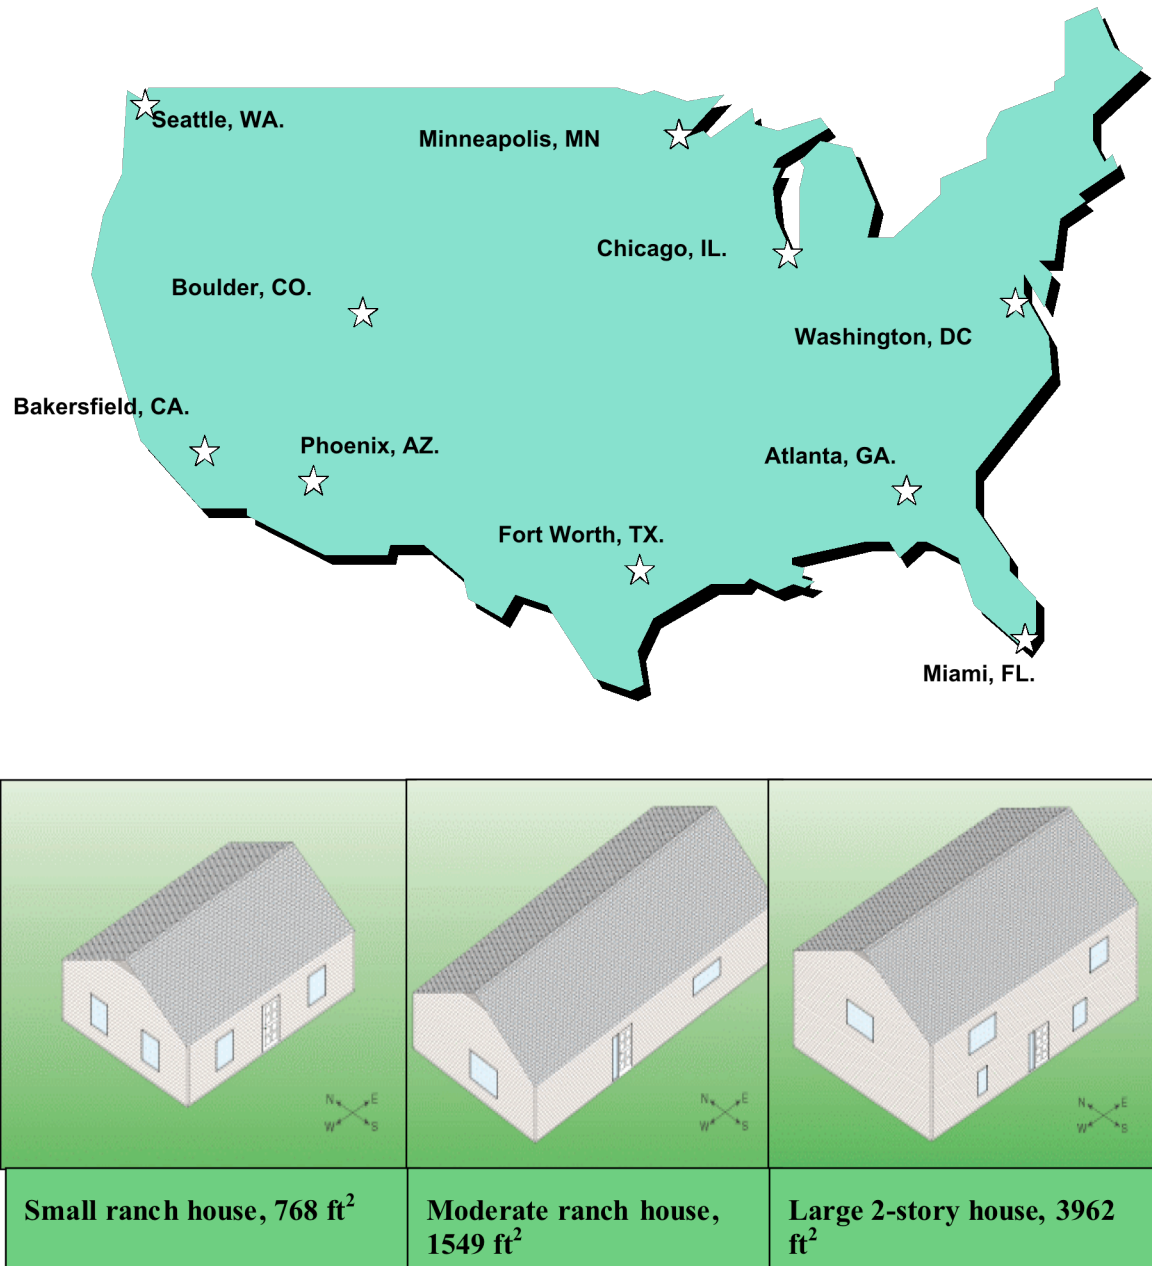 Seattle, WA.
Minneapolis, MN
Chicago, IL.
Boulder, CO.
Washington, DC
Bakersfield, CA.
Phoenix, AZ.
Atlanta, GA.
Fort Worth, TX.
Miami, FL.
N E
W S
N E
W S
N E
W S
Small ranch house, 768 ft²
Moderate ranch house,
1549 ft²
Large 2-story house, 3962
ft²